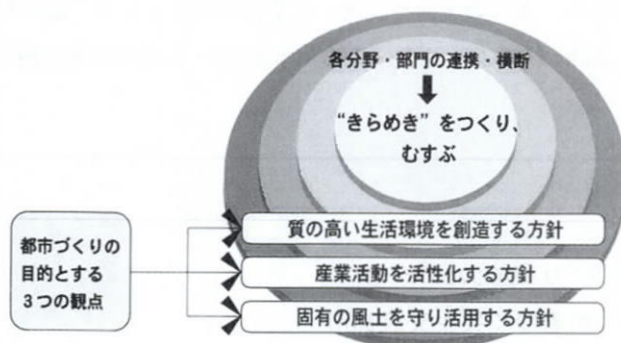 各分野・部門の連携・横断
“きらめき”をつくり、
むすぶ
都市づくりの
目的とする
3つの観点
質の高い生活環境を創造する方針
産業活動を活性化する方針
固有の風土を守り活用する方針